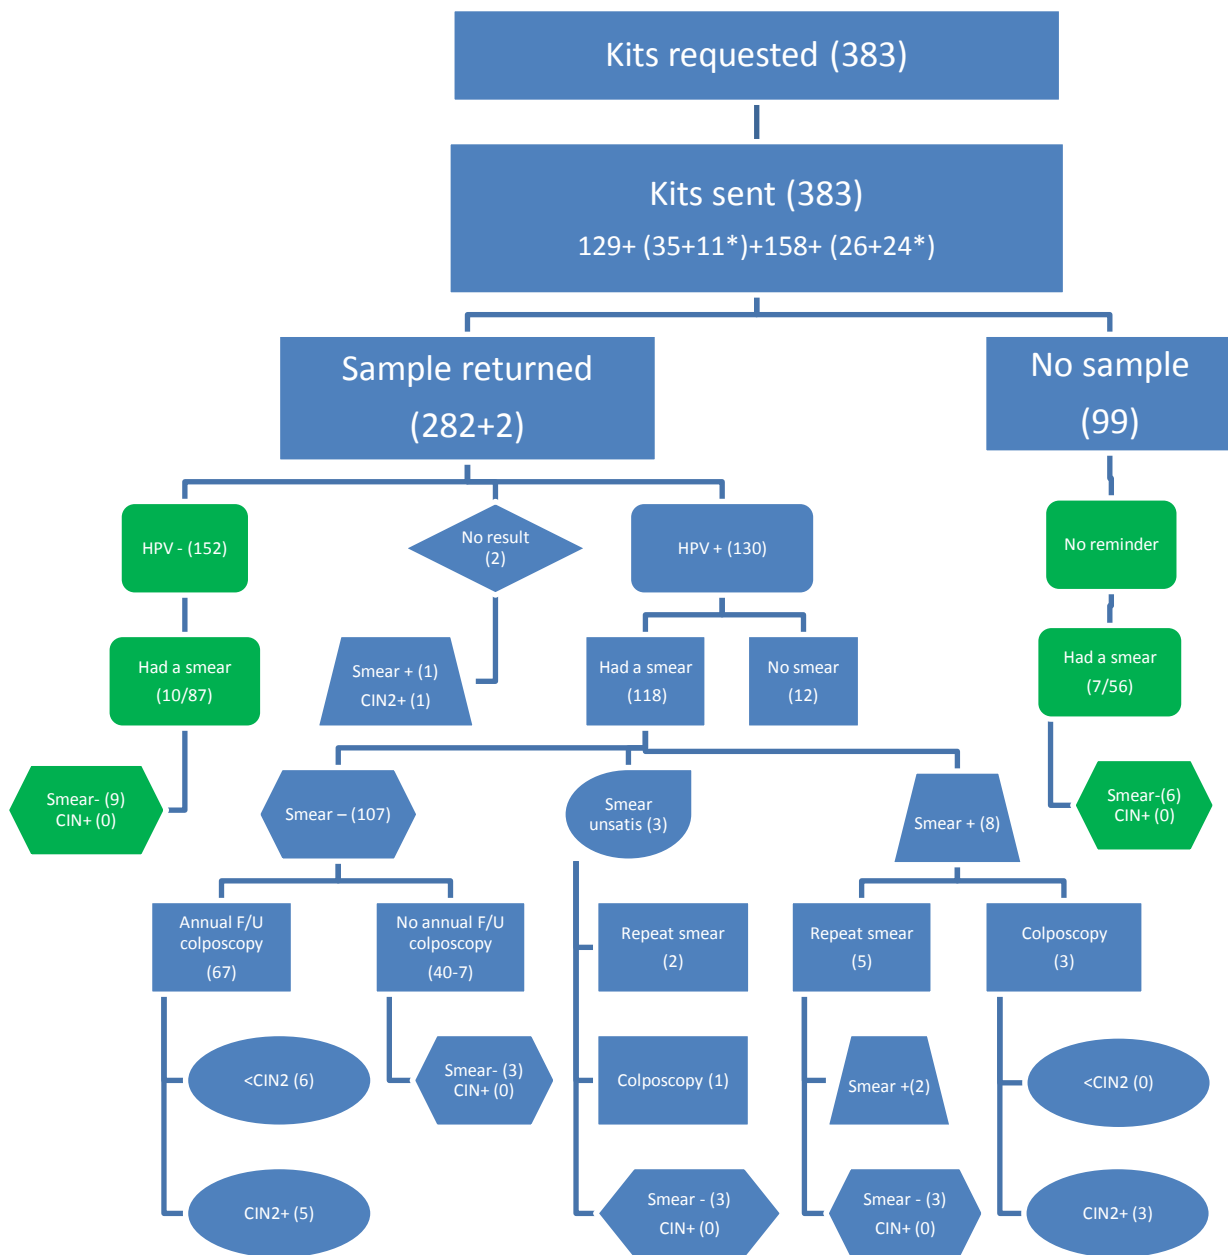 Kits requested (383)
Kits sent (383)
129+ (35+11*)+158+ (26+24*)
Sample returned
(282+2)
No sample
(99)
HPV - (152)
No result
(2)
HPV + (130)
No reminder
Had a smear
(10/87)
Smear + (1)
CIN2+ (1)
Had a smear
(118)
No smear
(12)
Had a smear
(7/56)
Smear- (9)
CIN+ (0)
Smear – (107)
Smear
unsatis (3)
Smear + (8)
Smear-(6)
CIN+ (0)
Annual F/U
colposcopy
(67)
No annual F/U
colposcopy
(40-7)
Repeat smear
(2)
Repeat smear
(5)
Colposcopy
(3)
<CIN2 (6)
Smear- (3)
CIN+ (0)
Colposcopy (1)
Smear +(2)
<CIN2 (0)
CIN2+ (5)
Smear - (3)
CIN+ (0)
Smear - (3)
CIN+ (0)
CIN2+ (3)